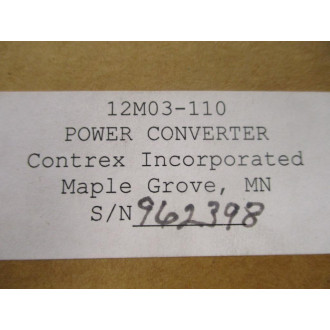 12M03-110
POWER CONVERTER
Contrex Incorporated
Maple Grove, MN
S/N 962398